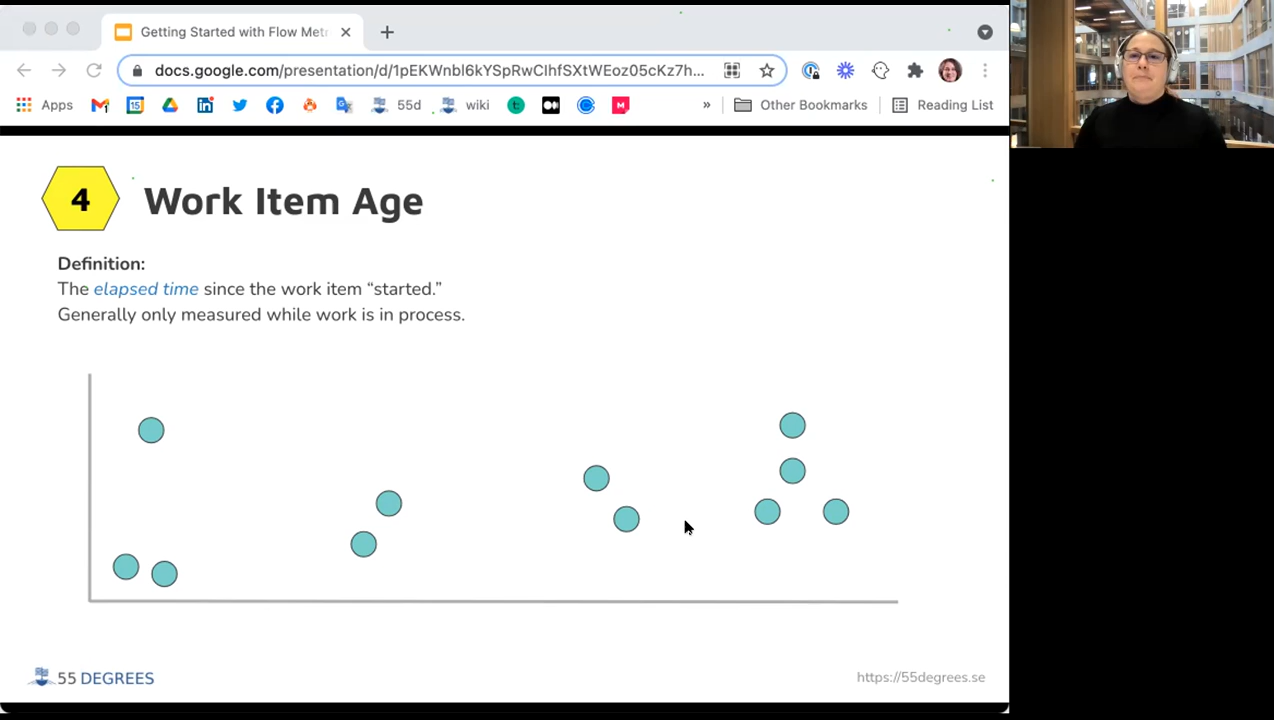 Getting Started with Flow Met
docs.google.com/presentation/d/1pEKWnbl6kYSpRwClhfSXtWEoz05cKz7h...
Apps
15
55d
wiki
»
Other Bookmarks
Reading List
4
Work Item Age
Definition:
The elapsed time since the work item “started.”
Generally only measured while work is in process.
55 DEGREES
https://55degrees.se